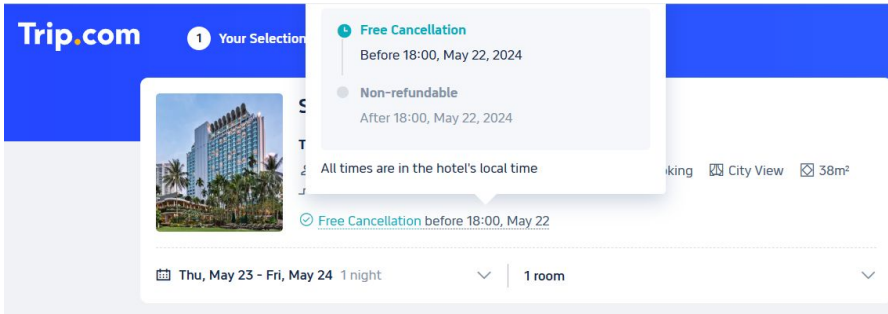 Trip.com
1 Your Selection
Free Cancellation
Before 18:00, May 22, 2024
Non-refundable
After 18:00, May 22, 2024
All times are in the hotel's local time
City View 38m²
Free Cancellation before 18:00, May 22
Thu, May 23 - Fri, May 24 1 night
1 room